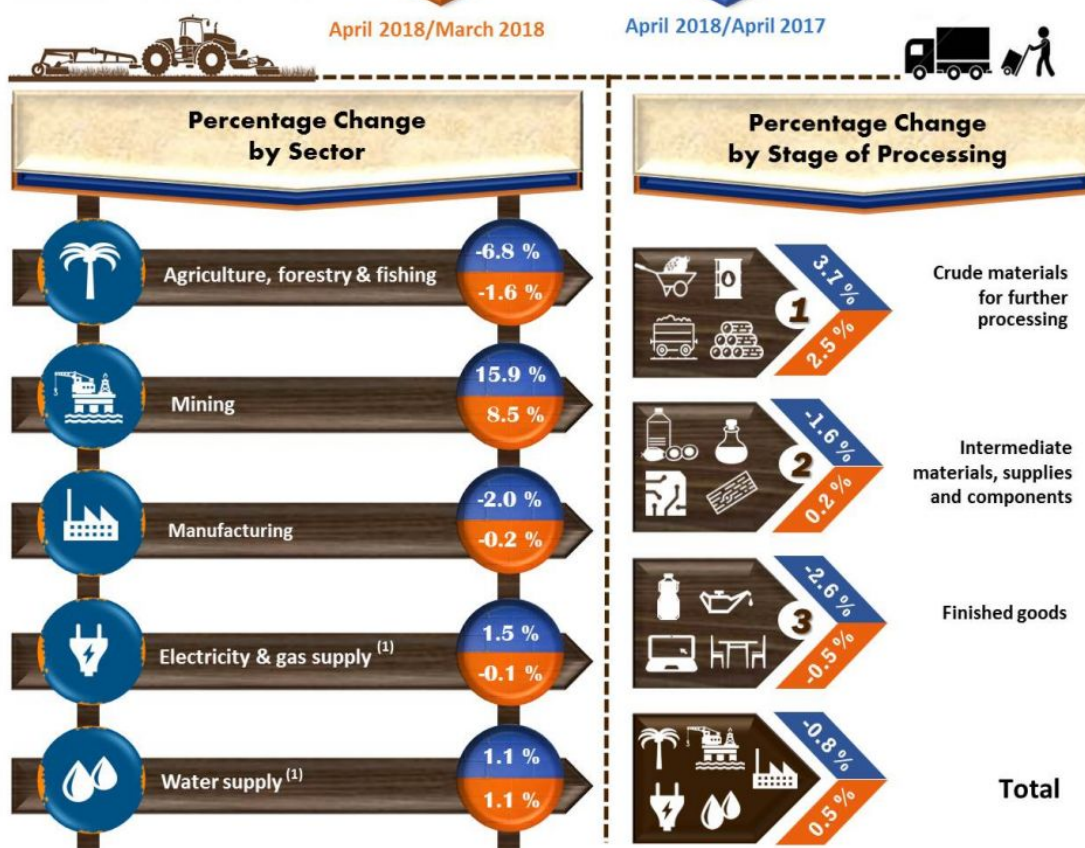 April 2018/March 2018
April 2018/April 2017
Percentage Change
by Sector
Agriculture, forestry & fishing
-6.8 %
-1.6 %
Mining
15.9 %
8.5 %
Manufacturing
-2.0 %
-0.2 %
Electricity & gas supply (1)
1.5 %
-0.1 %
Water supply (1)
1.1 %
1.1 %
Percentage Change
by Stage of Processing
1
3.7 %
2.5 %
Crude materials
for further
processing
2
-1.6 %
0.2 %
Intermediate
materials, supplies
and components
3
-2.6 %
-0.5 %
Finished goods
-0.8 %
0.5 %
Total